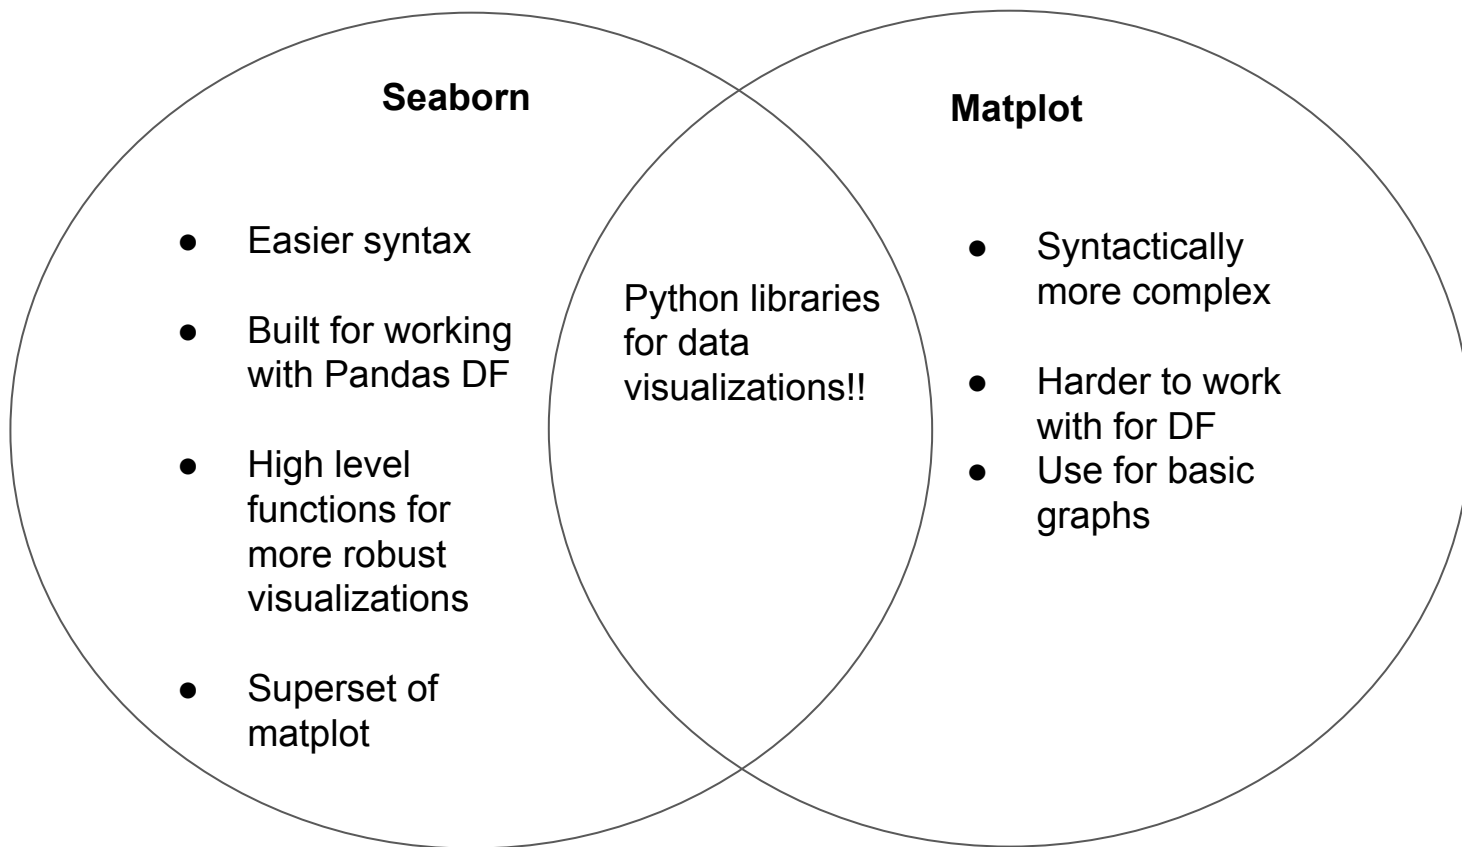 Seaborn
● Easier syntax
● Built for working
with Pandas DF
● High level
functions for
more robust
visualizations
● Superset of
matplot
Python libraries
for data
visualizations!!
Matplot
● Syntactically
more complex
● Harder to work
with for DF
● Use for basic
graphs